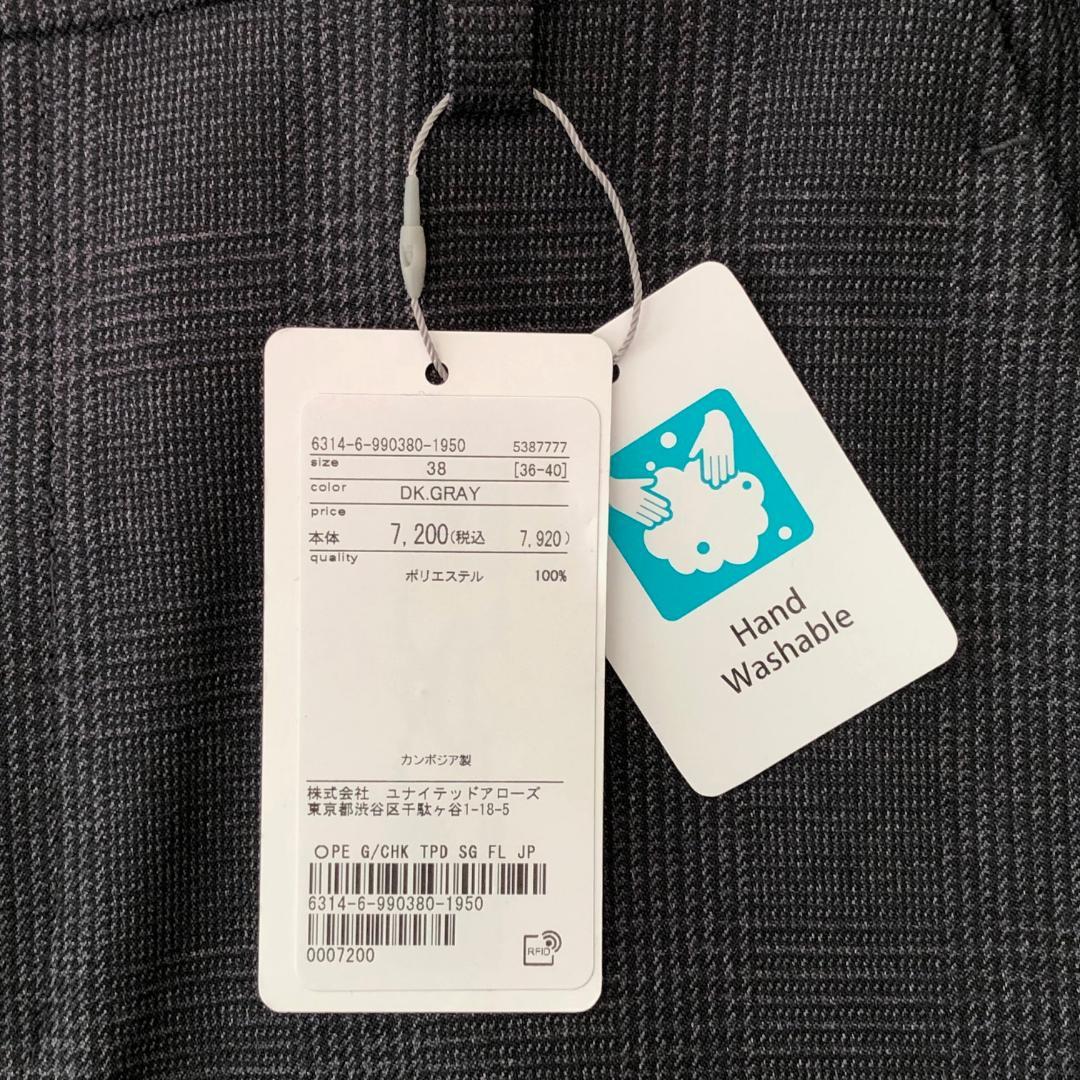 6314-6-990380-1950 5387777
size 38 [36-40]
color DK.GRAY
price
本体 7,200(税込 7,920)
quality
ポリエステル 100%
カンボジア製
株式会社 ユナイテッドアローズ
東京都渋谷区千駄ヶ谷1-18-5
〇PE G/CHK TPD SG FL JP
6314-6-990380-1950
0007200
RFID
Hand
Washable